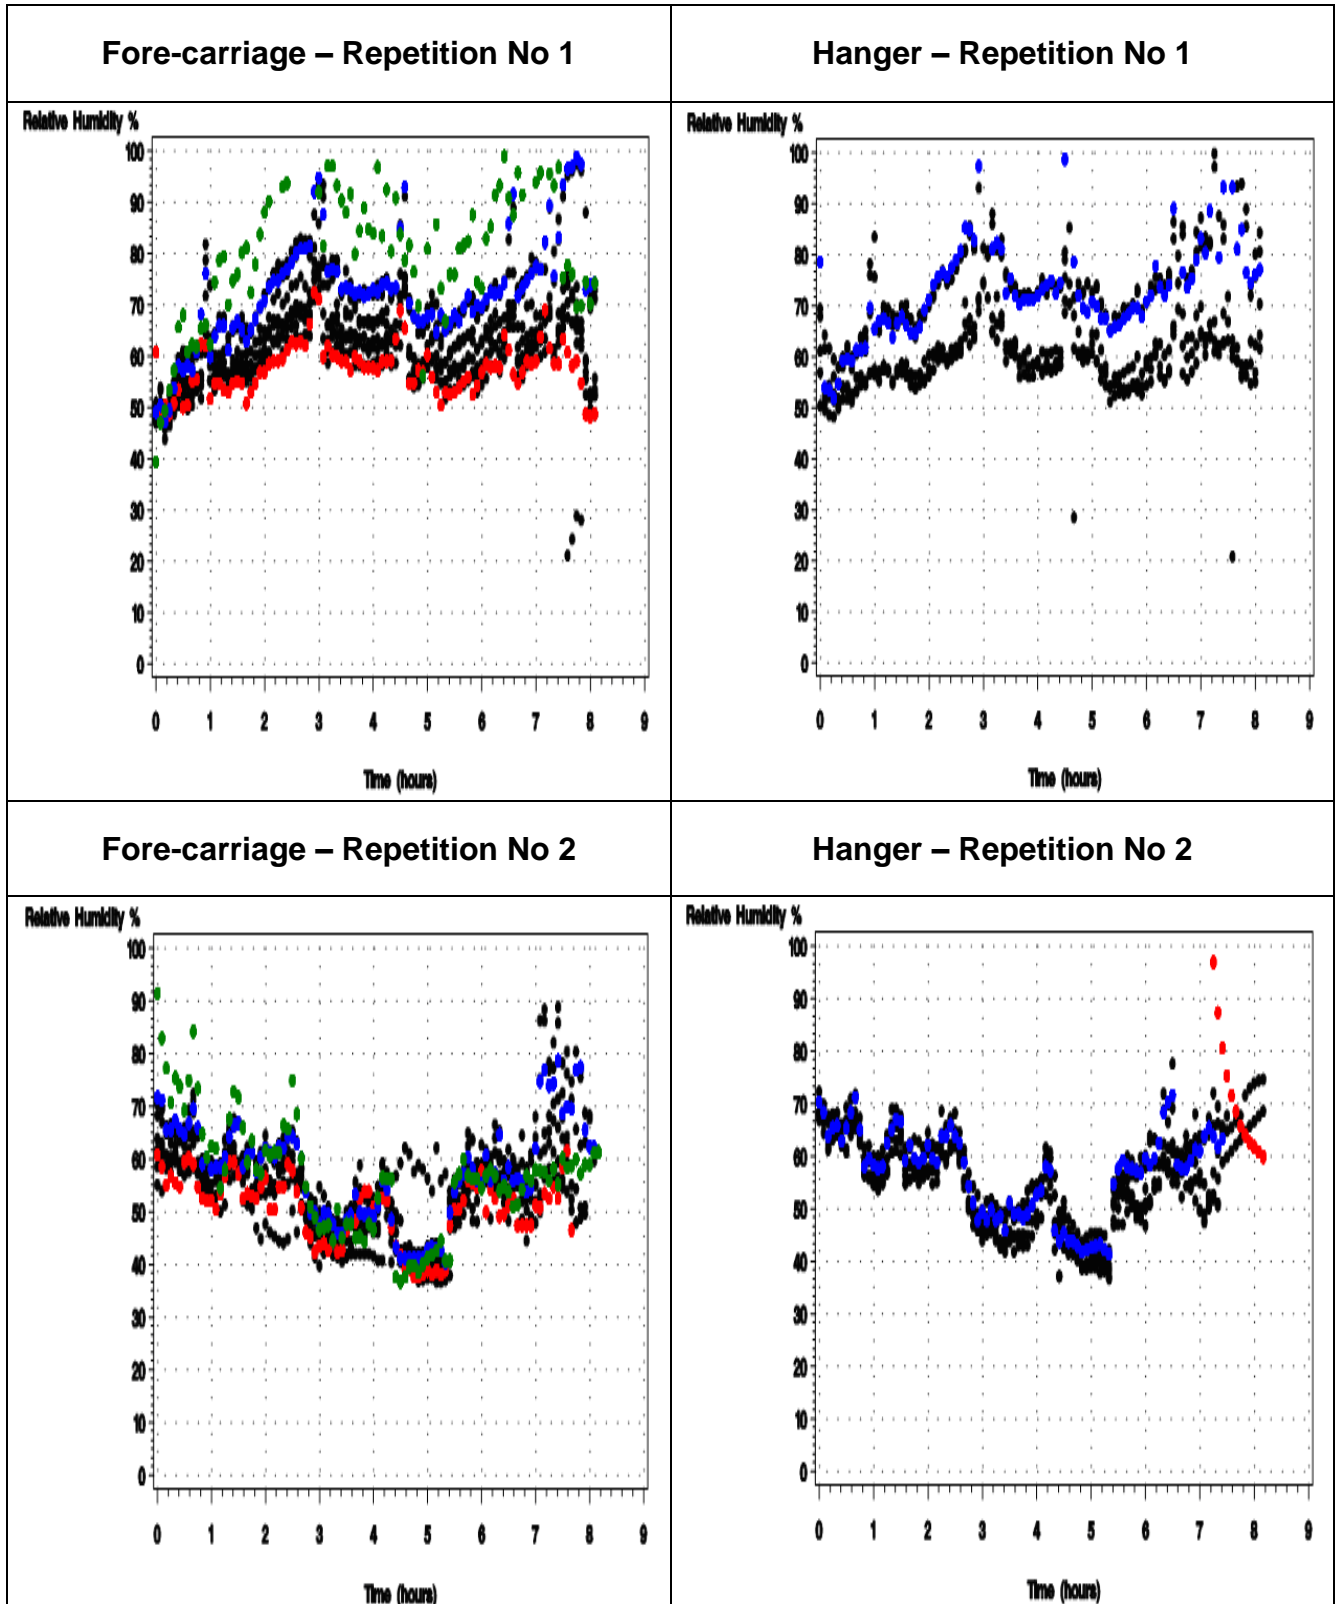 Fore-carriage – Repetition No 1
Hanger – Repetition No 1
Relative Humidity %
100
90
80
70
60
50
40
30
20
10
0
0 1 2 3 4 5 6 7 8 9
Time (hours)
Relative Humidity %
100
90
80
70
60
50
40
30
20
10
0
0 1 2 3 4 5 6 7 8 9
Time (hours)
Fore-carriage – Repetition No 2
Hanger – Repetition No 2
Relative Humidity %
100
90
80
70
60
50
40
30
20
10
0
0 1 2 3 4 5 6 7 8 9
Time (hours)
Relative Humidity %
100
90
80
70
60
50
40
30
20
10
0
0 1 2 3 4 5 6 7 8 9
Time (hours)